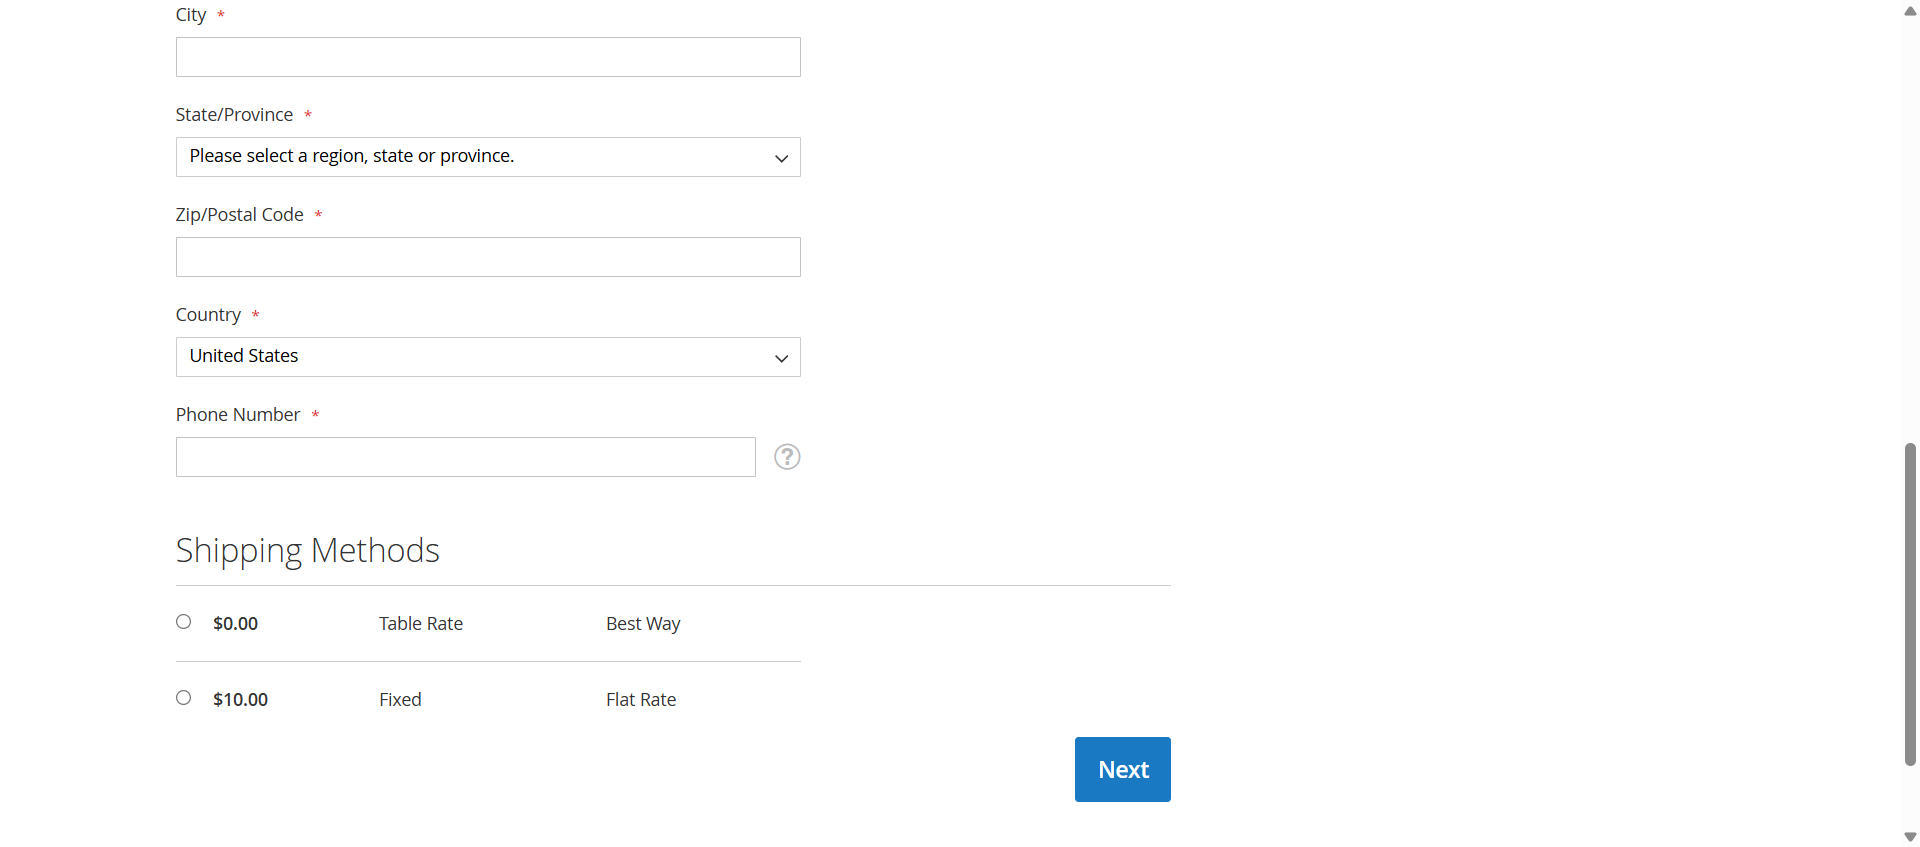 City *
State/Province *
Please select a region, state or province.
Zip/Postal Code *
Country *
United States
Phone Number *
?
Shipping Methods
$0.00 Table Rate Best Way
$10.00 Fixed Flat Rate
Next